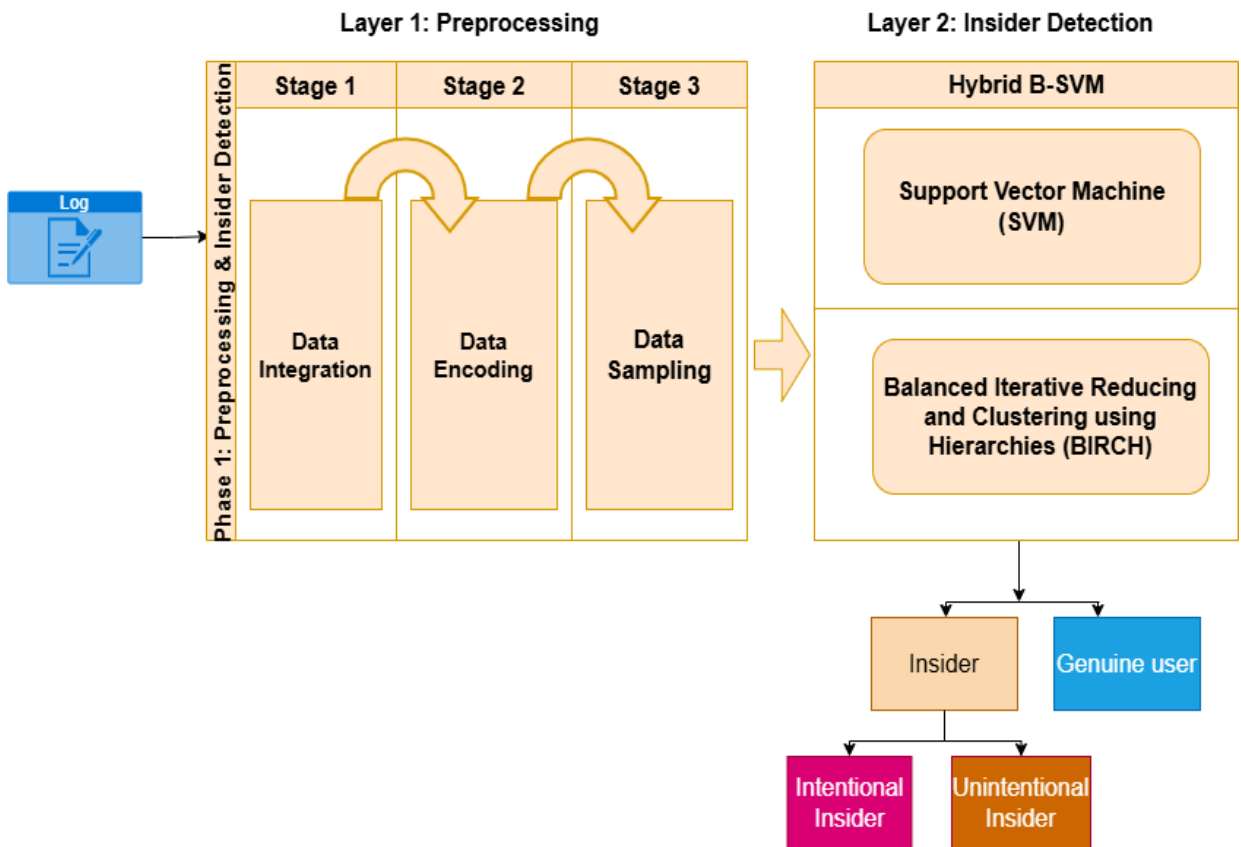 Layer 1: Preprocessing
Layer 2: Insider Detection
Phase 1: Preprocessing & Insider Detection
Stage 1
Stage 2
Stage 3
Hybrid B-SVM
Log
Support Vector Machine
(SVM)
Data
Integration
Data
Encoding
Data
Sampling
Balanced Iterative Reducing
and Clustering using
Hierarchies (BIRCH)
Insider
Genuine user
Intentional
Insider
Unintentional
Insider